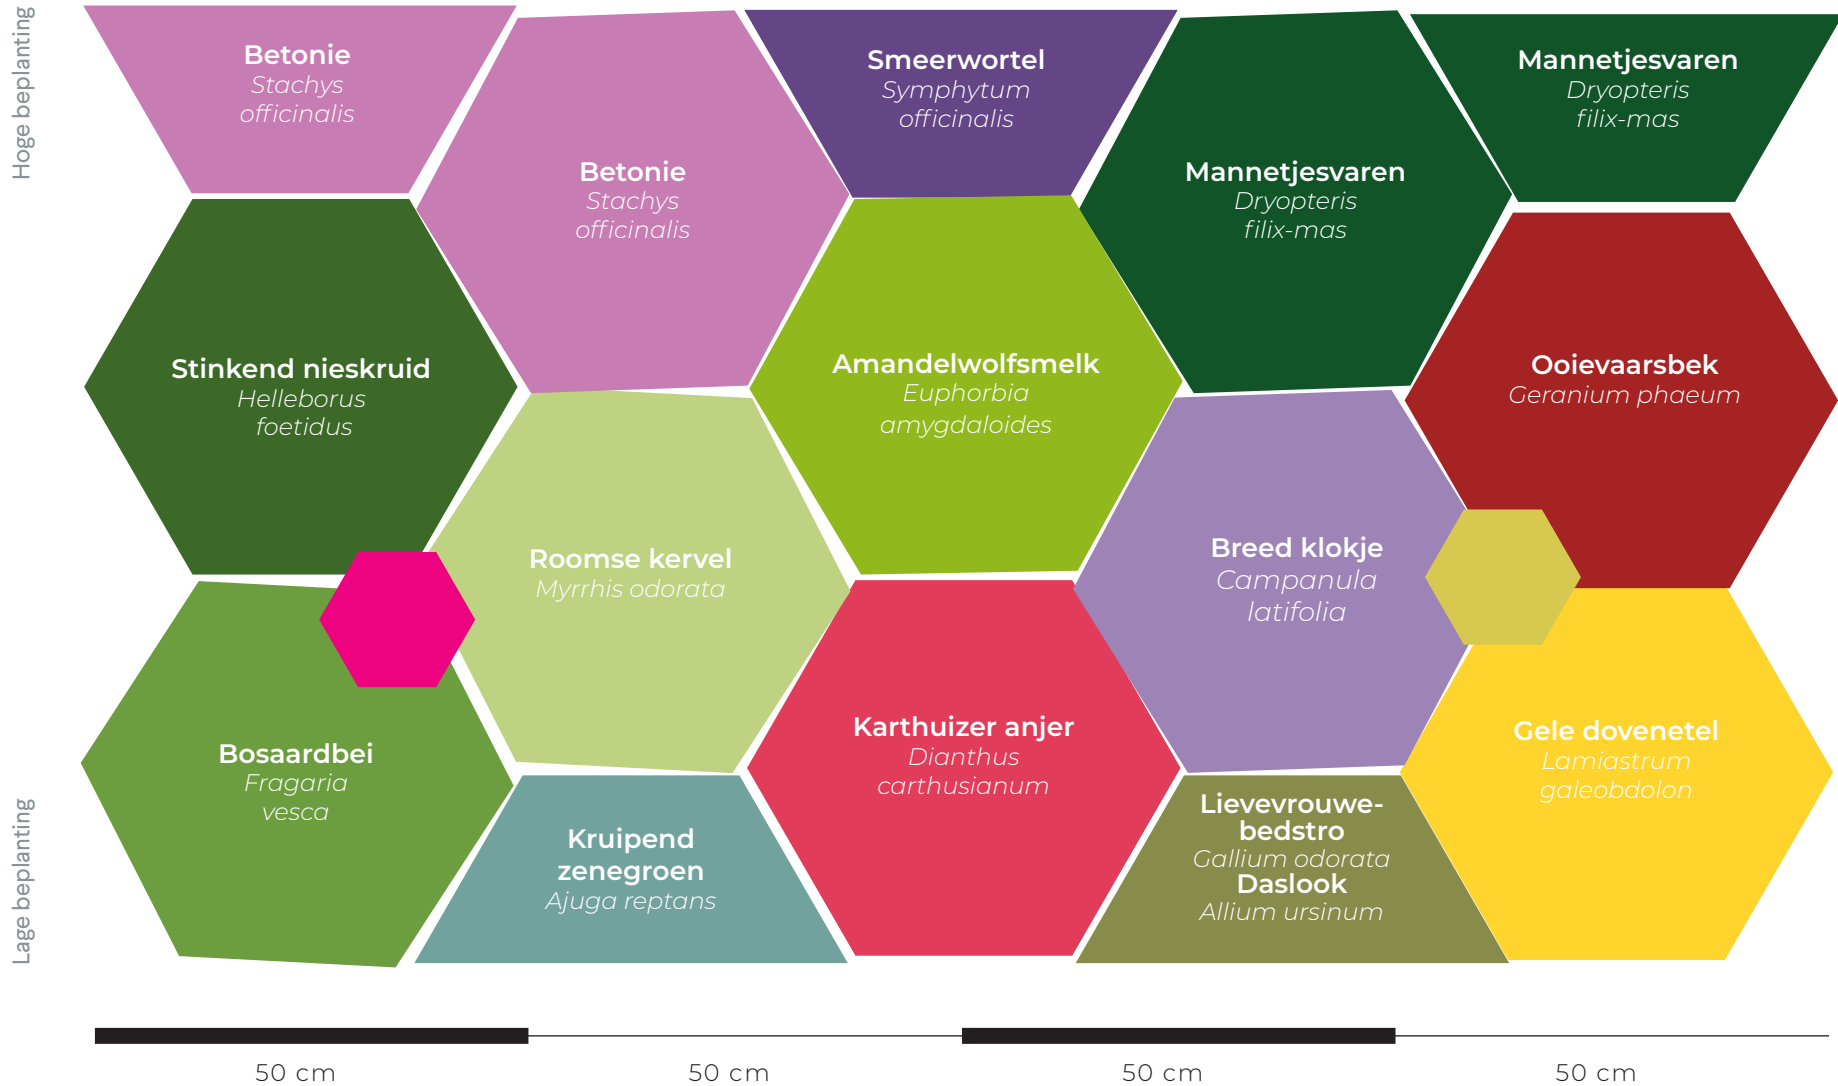 Hoge beplanting
Betonie
Stachys
officinalis
Betonie
Stachys
officinalis
Smeerwortel
Symphytum
officinalis
Mannetjesvaren
Dryopteris
filix-mas
Mannetjesvaren
Dryopteris
filix-mas
Stinkend nieskruid
Helleborus
foetidus
Amandelwolfsmelk
Euphorbia
amygdaloides
Ooievaarsbek
Geranium phaeum
Roomse kervel
Myrrhis odorata
Breed klokje
Campanula
latifolia
Lage beplanting
Bosaardbei
Fragaria
vesca
Karthuizer anjer
Dianthus
carthusianum
Gele dovenetel
Lamiastrum
galeobdolon
Kruipend
zenegroen
Ajuga reptans
Lievevrouwe-
bedstro
Gallium odorata
Daslook
Allium ursinum
50 cm
50 cm
50 cm
50 cm